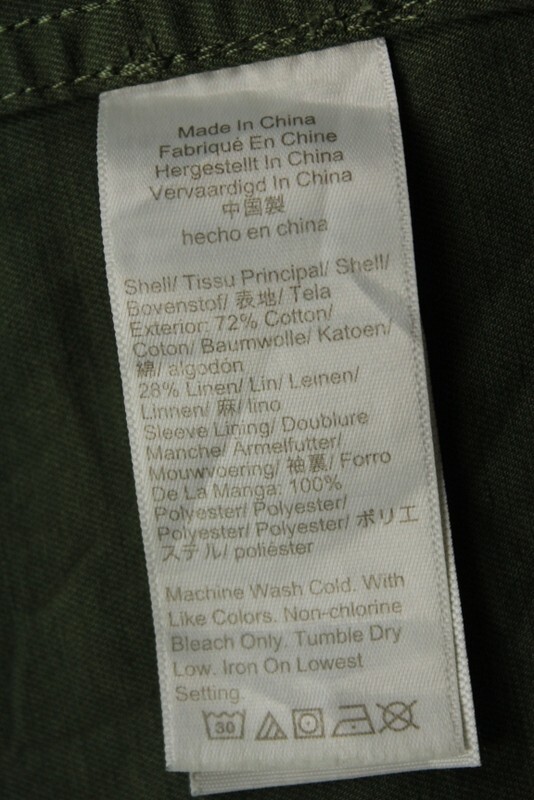 Made In China
Fabriqué En Chine
Hergestellt In China
Vervaardigd In China
中国製
hecho en china
Shell/ Tissu Principal/ Shell/
Bovenstof/ 表地/ Tela
Exterior: 72% Cotton/
Coton/ Baumwolle/ Katoen/
綿/ algodón
28% Linen/ Lin/ Leinen/
Linnen/ 麻/ lino
Sleeve Lining/ Doublure
Manche/ Armelfutter/
Mouwvoering/ 袖裏/ Forro
De La Manga: 100%
Polyester/ Polyester/
Polyester/ Polyester/ ポリエ
ステル/ poliéster
Machine Wash Cold. With
Like Colors. Non-chlorine
Bleach Only. Tumble Dry
Low. Iron On Lowest
Setting.
30